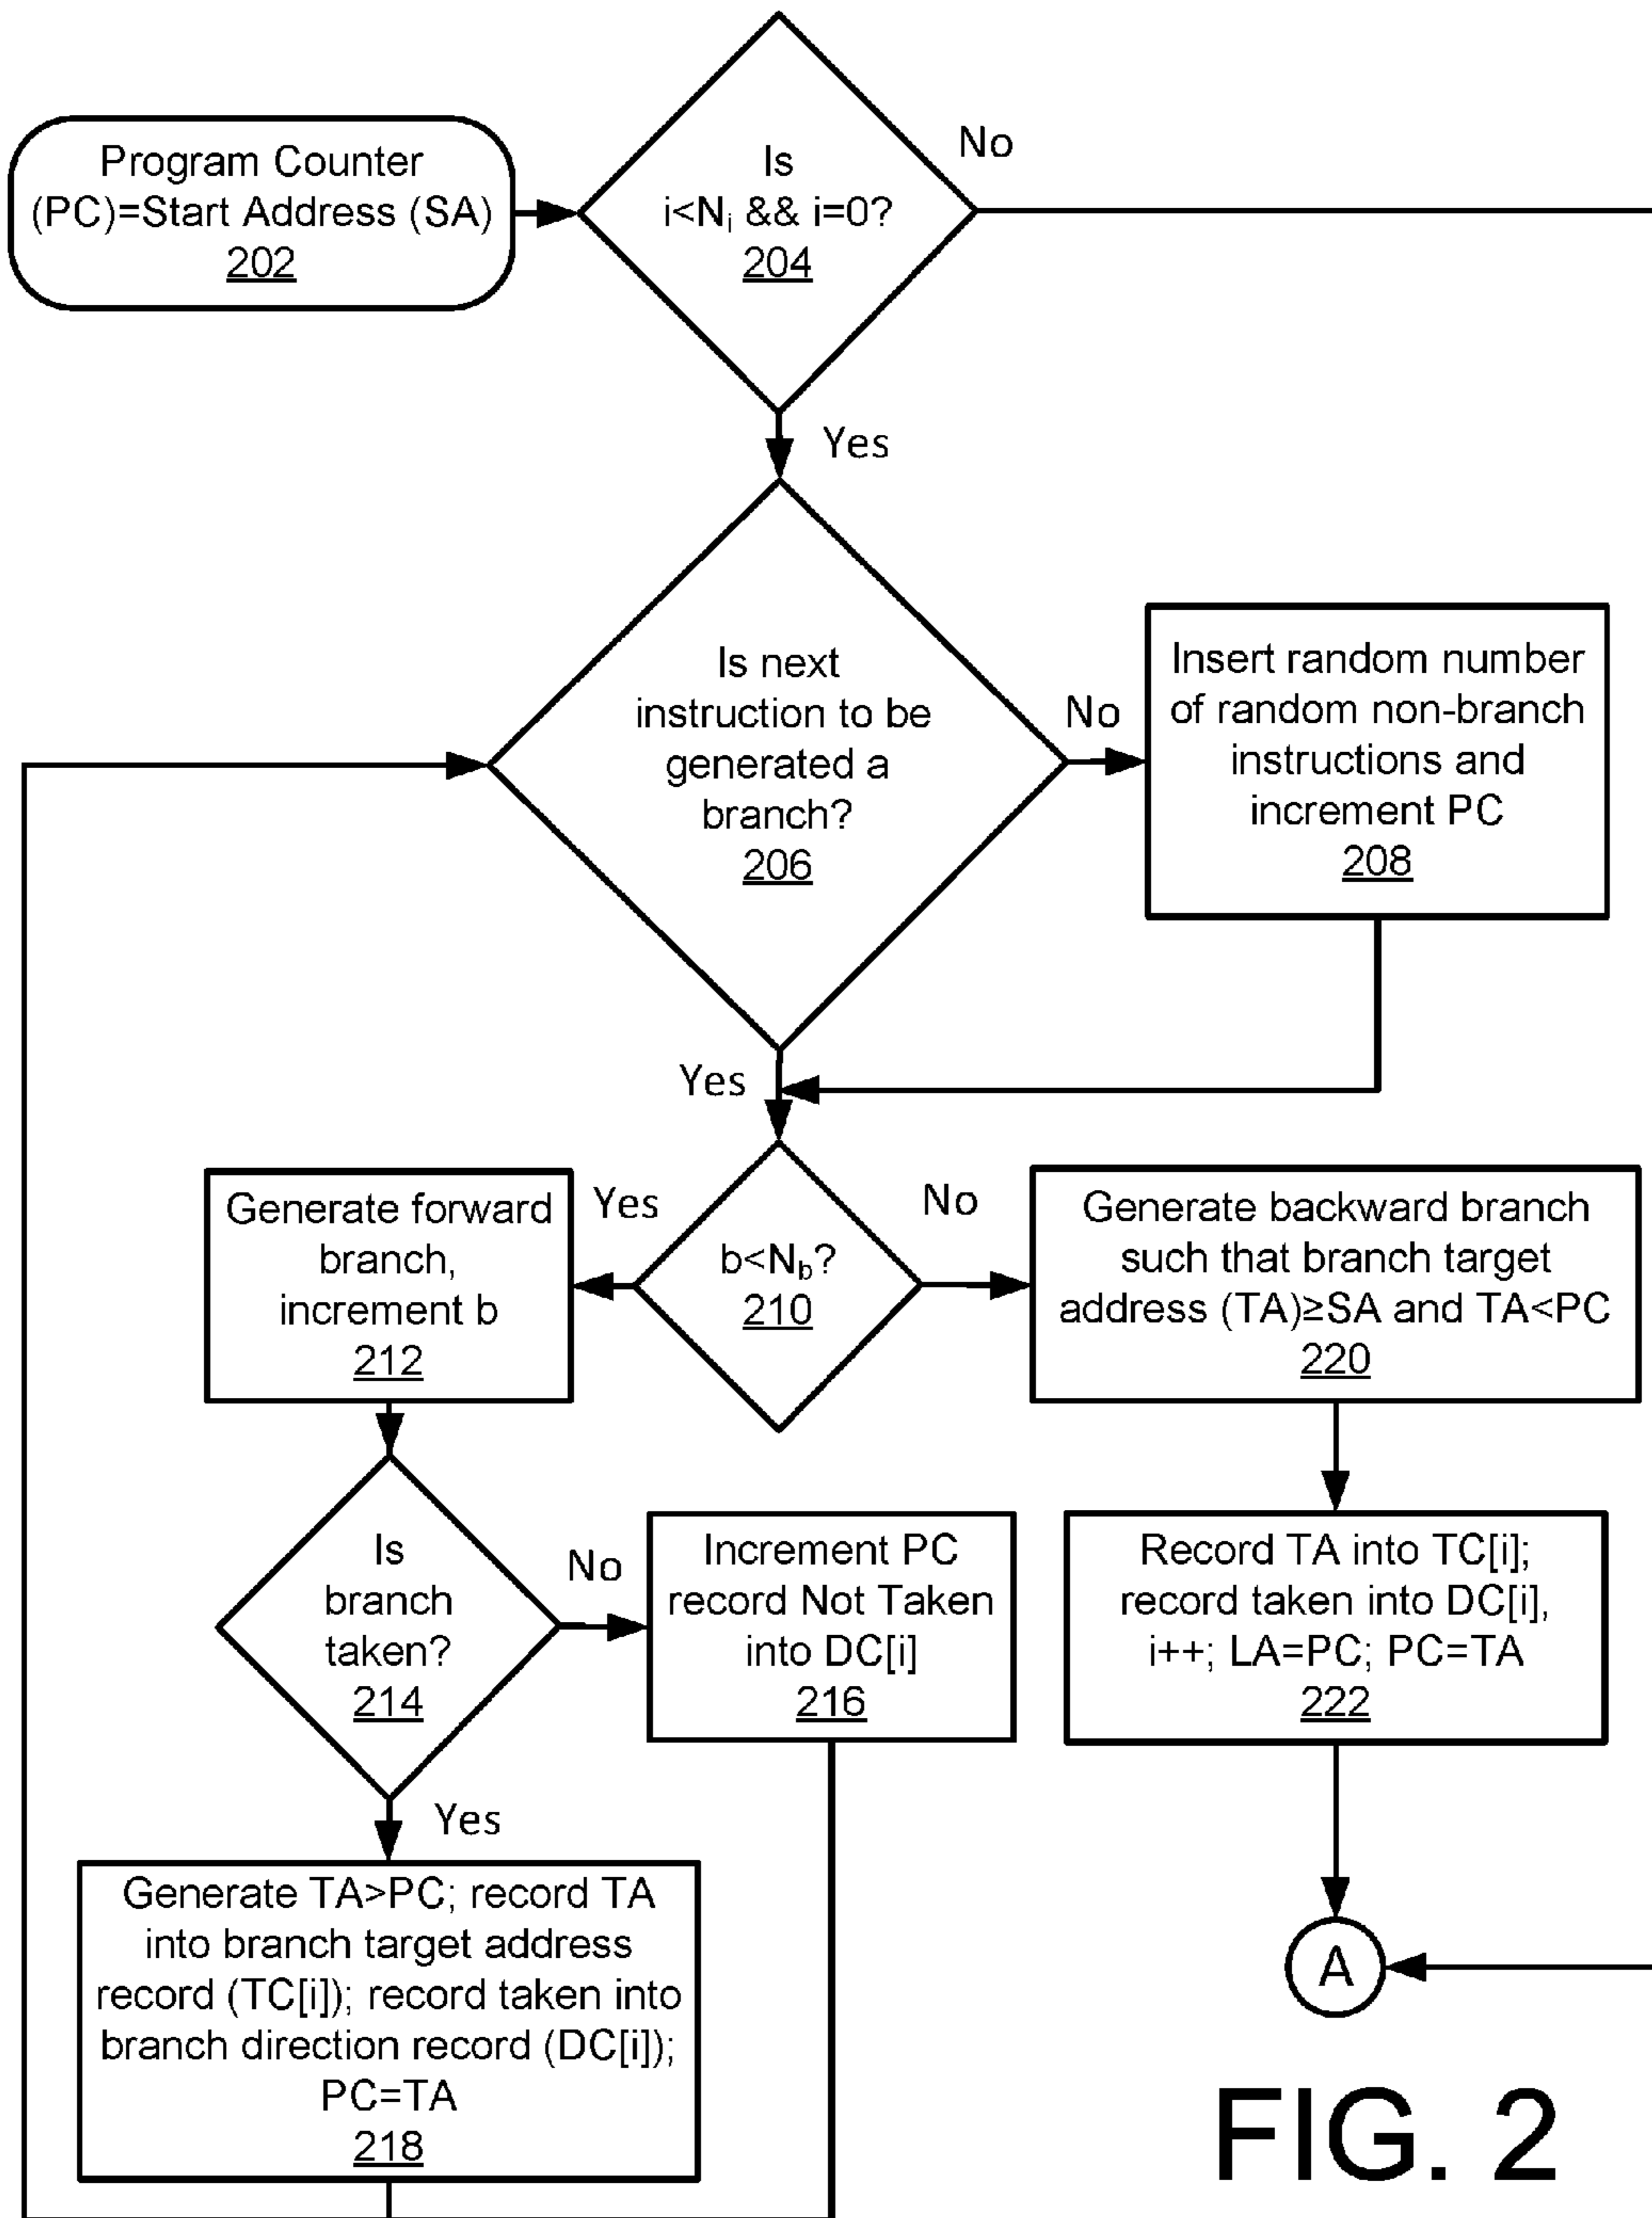 Program Counter
(PC)=Start Address (SA)
202
Is
i<Ni && i=0?
204
No
Yes
Is next
instruction to be
generated a
branch?
206
No
Insert random number
of random non-branch
instructions and
increment PC
208
Yes
b<Nb?
210
Yes
No
Generate forward
branch,
increment b
212
Generate backward branch
such that branch target
address (TA)≥SA and TA<PC
220
Is
branch
taken?
214
No
Increment PC
record Not Taken
into DC[i]
216
Record TA into TC[i];
record taken into DC[i],
i++; LA=PC; PC=TA
222
Yes
Generate TA>PC; record TA
into branch target address
record (TC[i]); record taken into
branch direction record (DC[i]);
PC=TA
218
A
FIG. 2